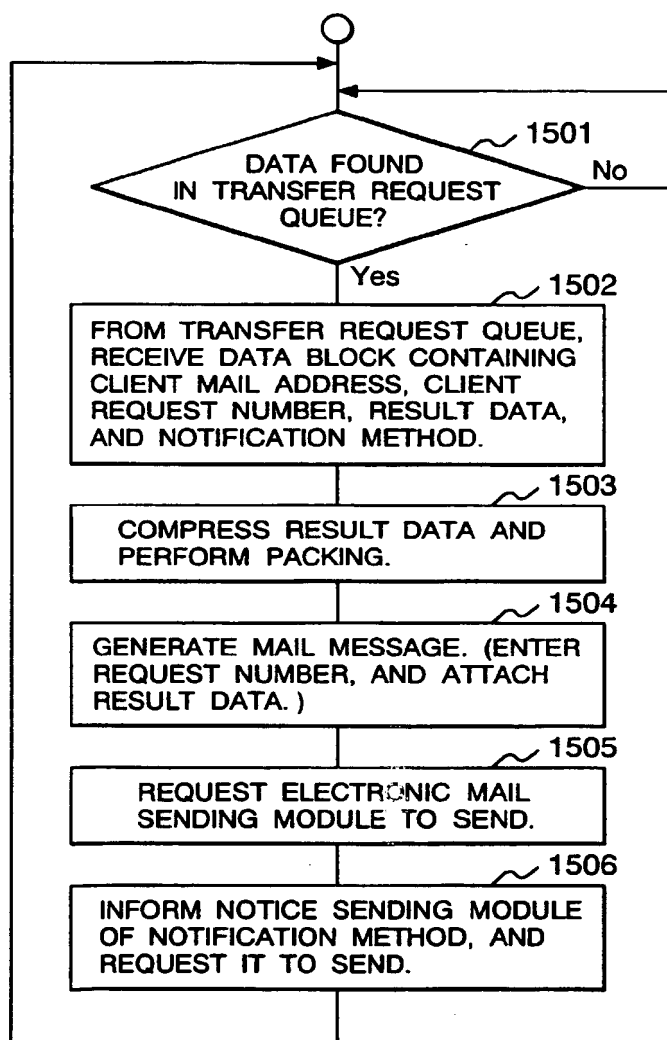 1501
DATA FOUND
IN TRANSFER REQUEST
QUEUE?
No
Yes
1502
FROM TRANSFER REQUEST QUEUE,
RECEIVE DATA BLOCK CONTAINING
CLIENT MAIL ADDRESS, CLIENT
REQUEST NUMBER, RESULT DATA,
AND NOTIFICATION METHOD.
1503
COMPRESS RESULT DATA AND
PERFORM PACKING.
1504
GENERATE MAIL MESSAGE. (ENTER
REQUEST NUMBER, AND ATTACH
RESULT DATA. )
1505
REQUEST ELECTRONIC MAIL
SENDING MODULE TO SEND.
1506
INFORM NOTICE SENDING MODULE
OF NOTIFICATION METHOD, AND
REQUEST IT TO SEND.